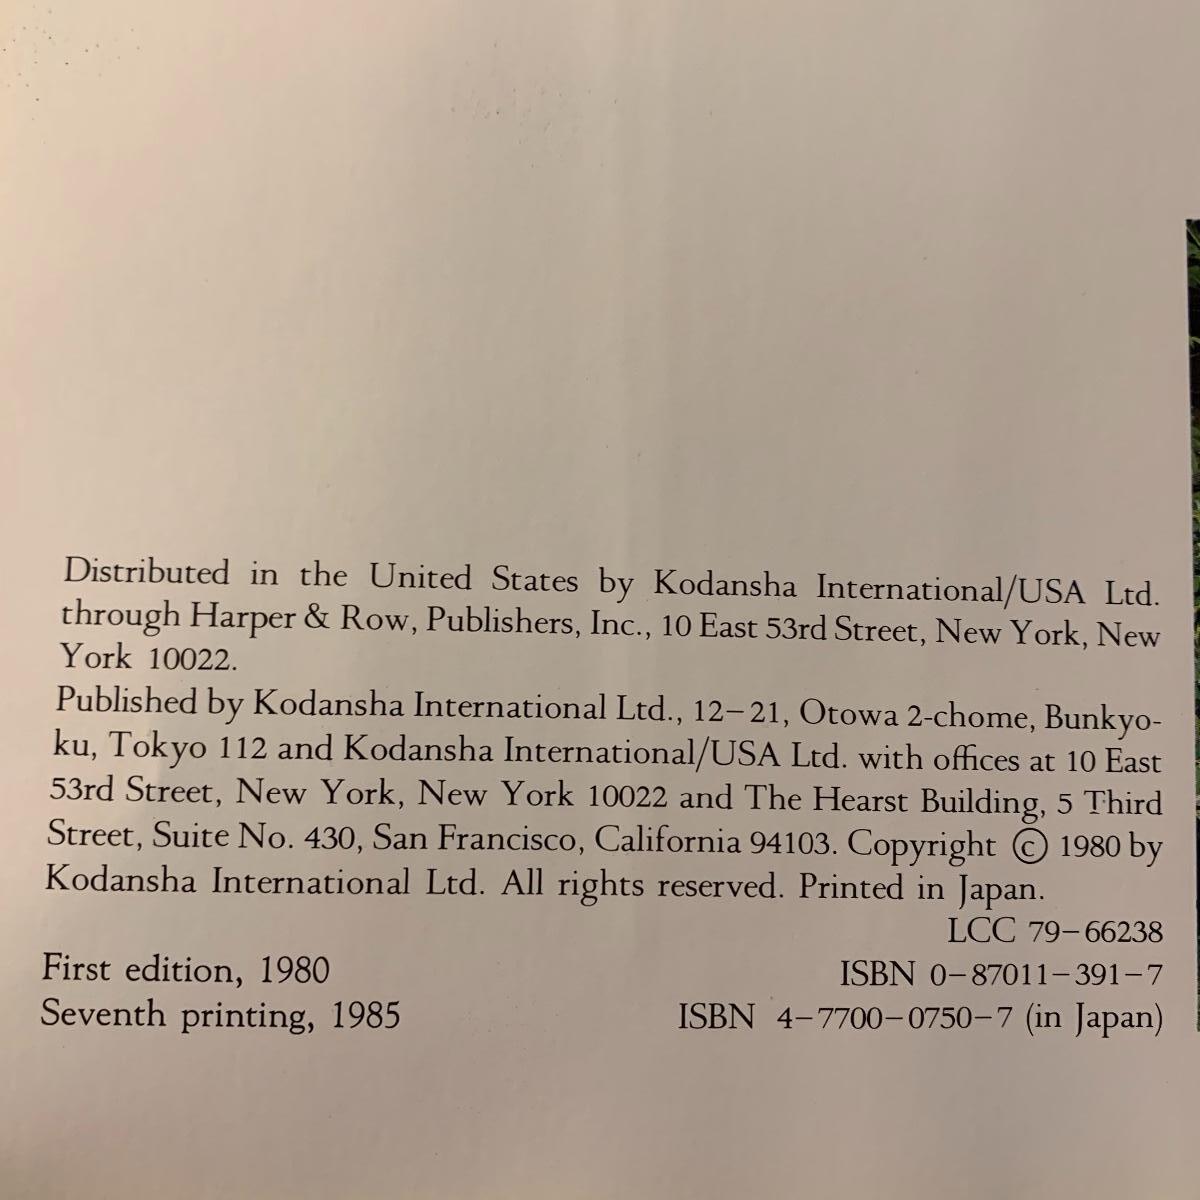 Distributed in the United States by Kodansha International/USA Ltd.
through Harper & Row, Publishers, Inc., 10 East 53rd Street, New York, New
York 10022.
Published by Kodansha International Ltd., 12–21, Otowa 2-chome, Bunkyo-
ku, Tokyo 112 and Kodansha International/USA Ltd. with offices at 10 East
53rd Street, New York, New York 10022 and The Hearst Building, 5 Third
Street, Suite No. 430, San Francisco, California 94103. Copyright © 1980 by
Kodansha International Ltd. All rights reserved. Printed in Japan.
LCC 79–66238
First edition, 1980 ISBN 0–87011–391–7
Seventh printing, 1985 ISBN 4–7700–0750–7 (in Japan)